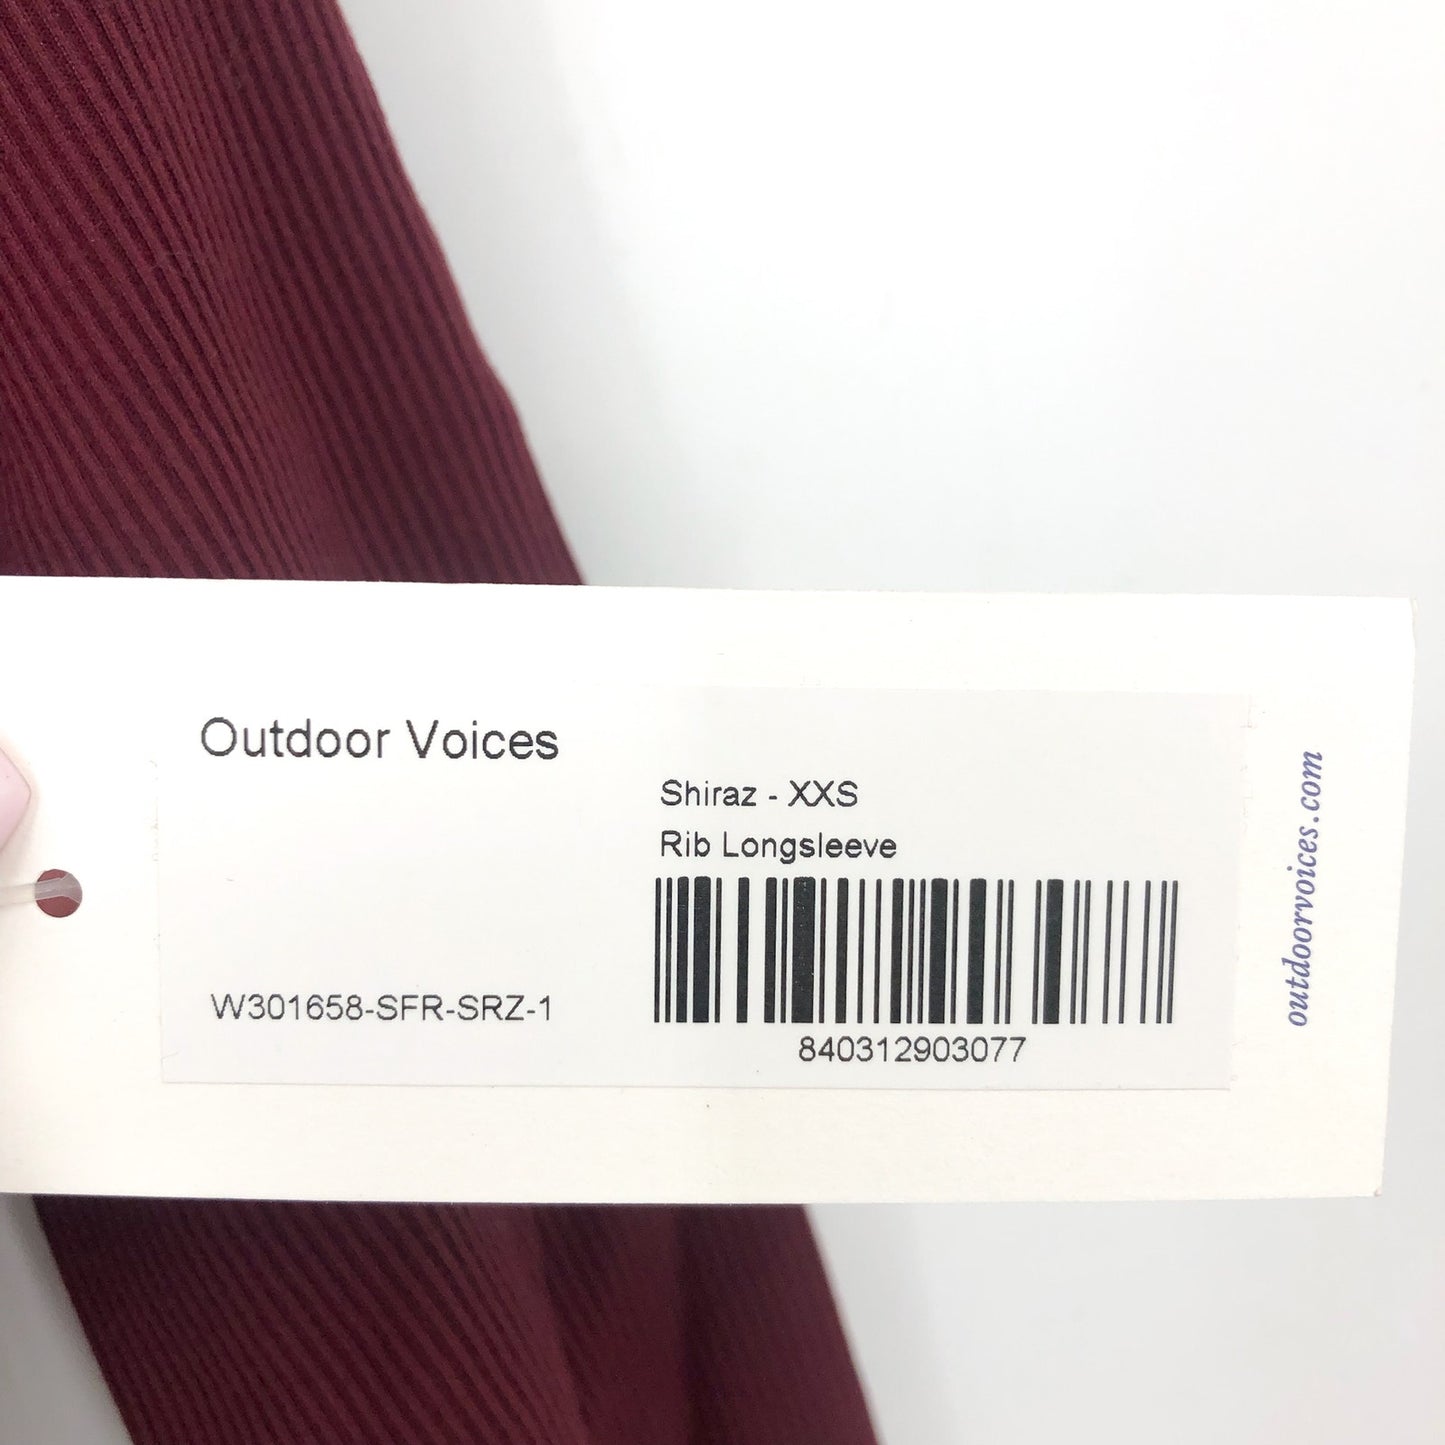 Outdoor Voices
Shiraz - XXS
Rib Longsleeve
W301658-SFR-SRZ-1
840312903077
outdoorvoices.com